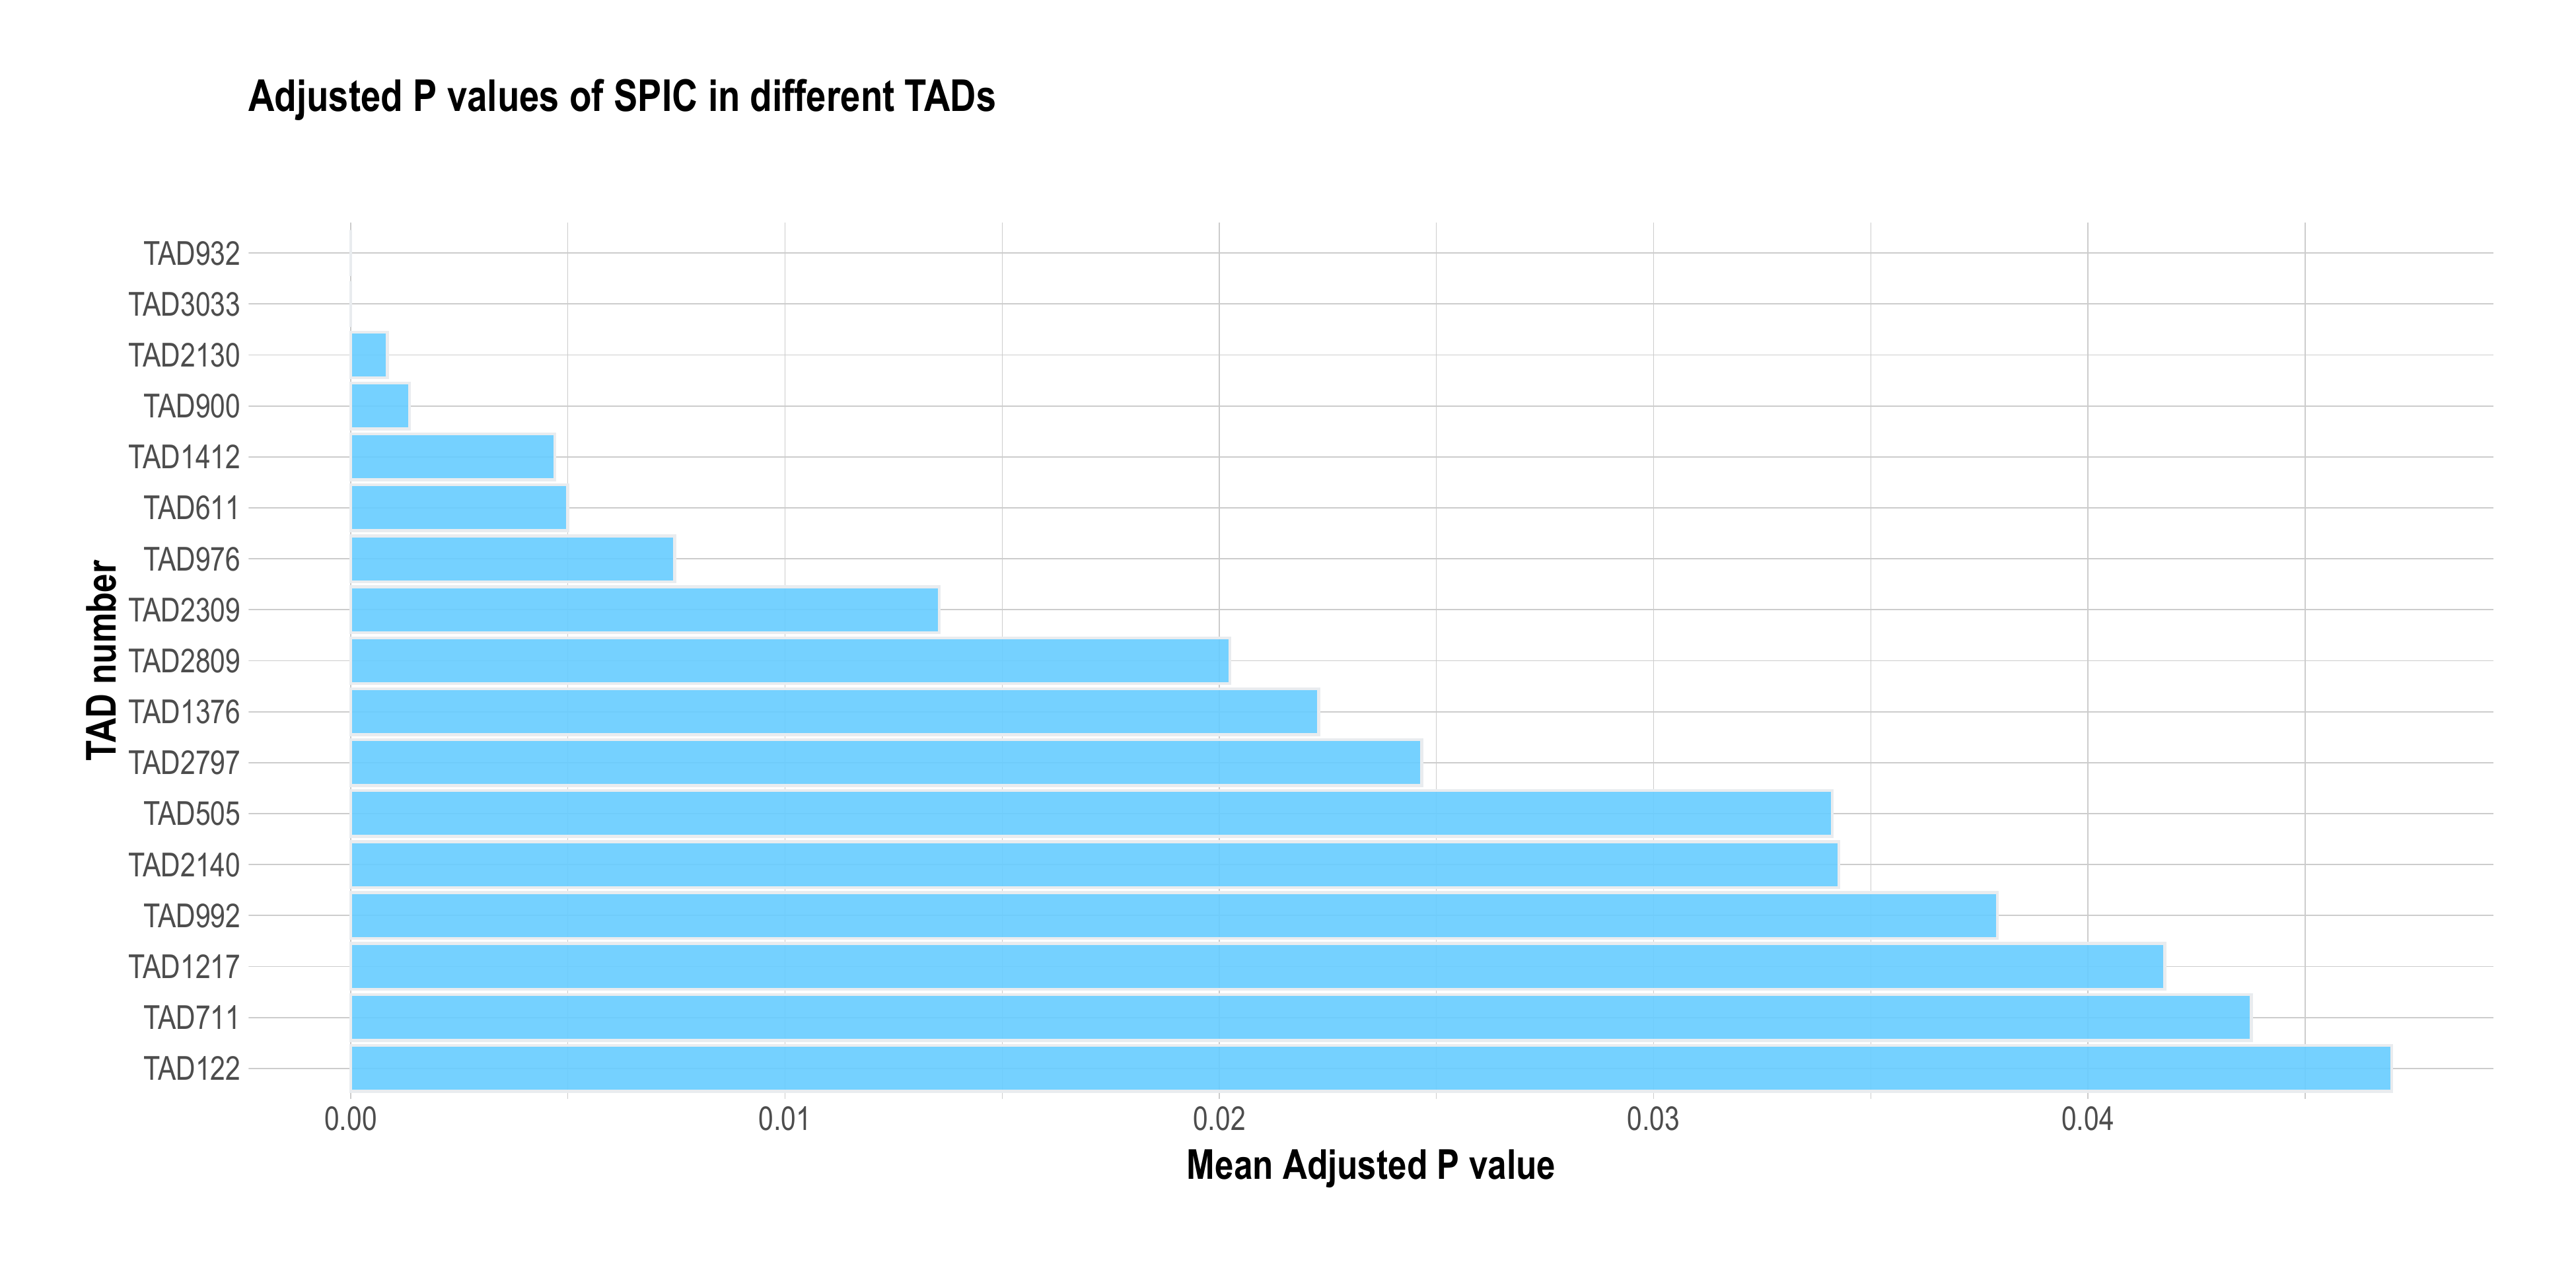 Adjusted P values of SPIC in different TADs
TAD number
TAD932
TAD3033
TAD2130
TAD900
TAD1412
TAD611
TAD976
TAD2309
TAD2809
TAD1376
TAD2797
TAD505
TAD2140
TAD992
TAD1217
TAD711
TAD122
0.00 0.01 0.02 0.03 0.04
Mean Adjusted P value